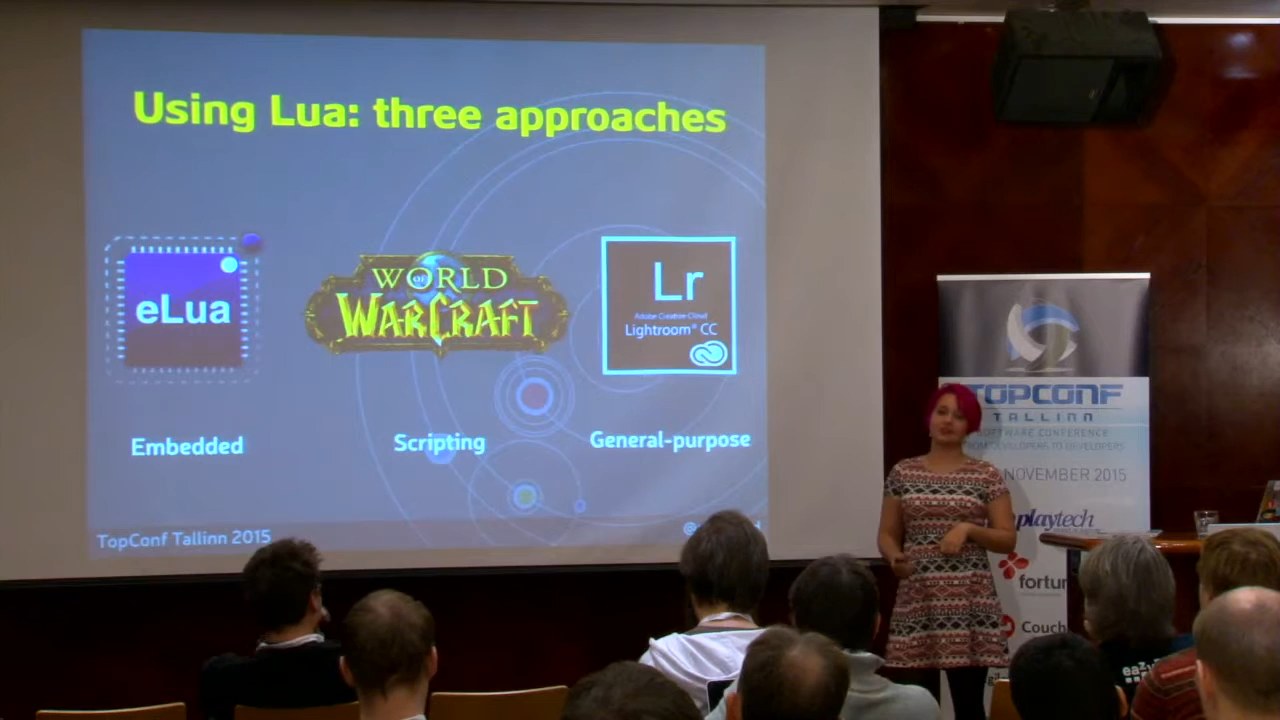 Using Lua: three approaches
eLua
WORLD
OF
WARCRAFT
Lr
Adobe Creative Cloud
Lightroom® CC
Embedded
Scripting
General-purpose
TopConf Tallinn 2015
TOPCONF
TALLINN
SOFTWARE CONFERENCE
NOVEMBER 2015
playtech
fortum
Couch